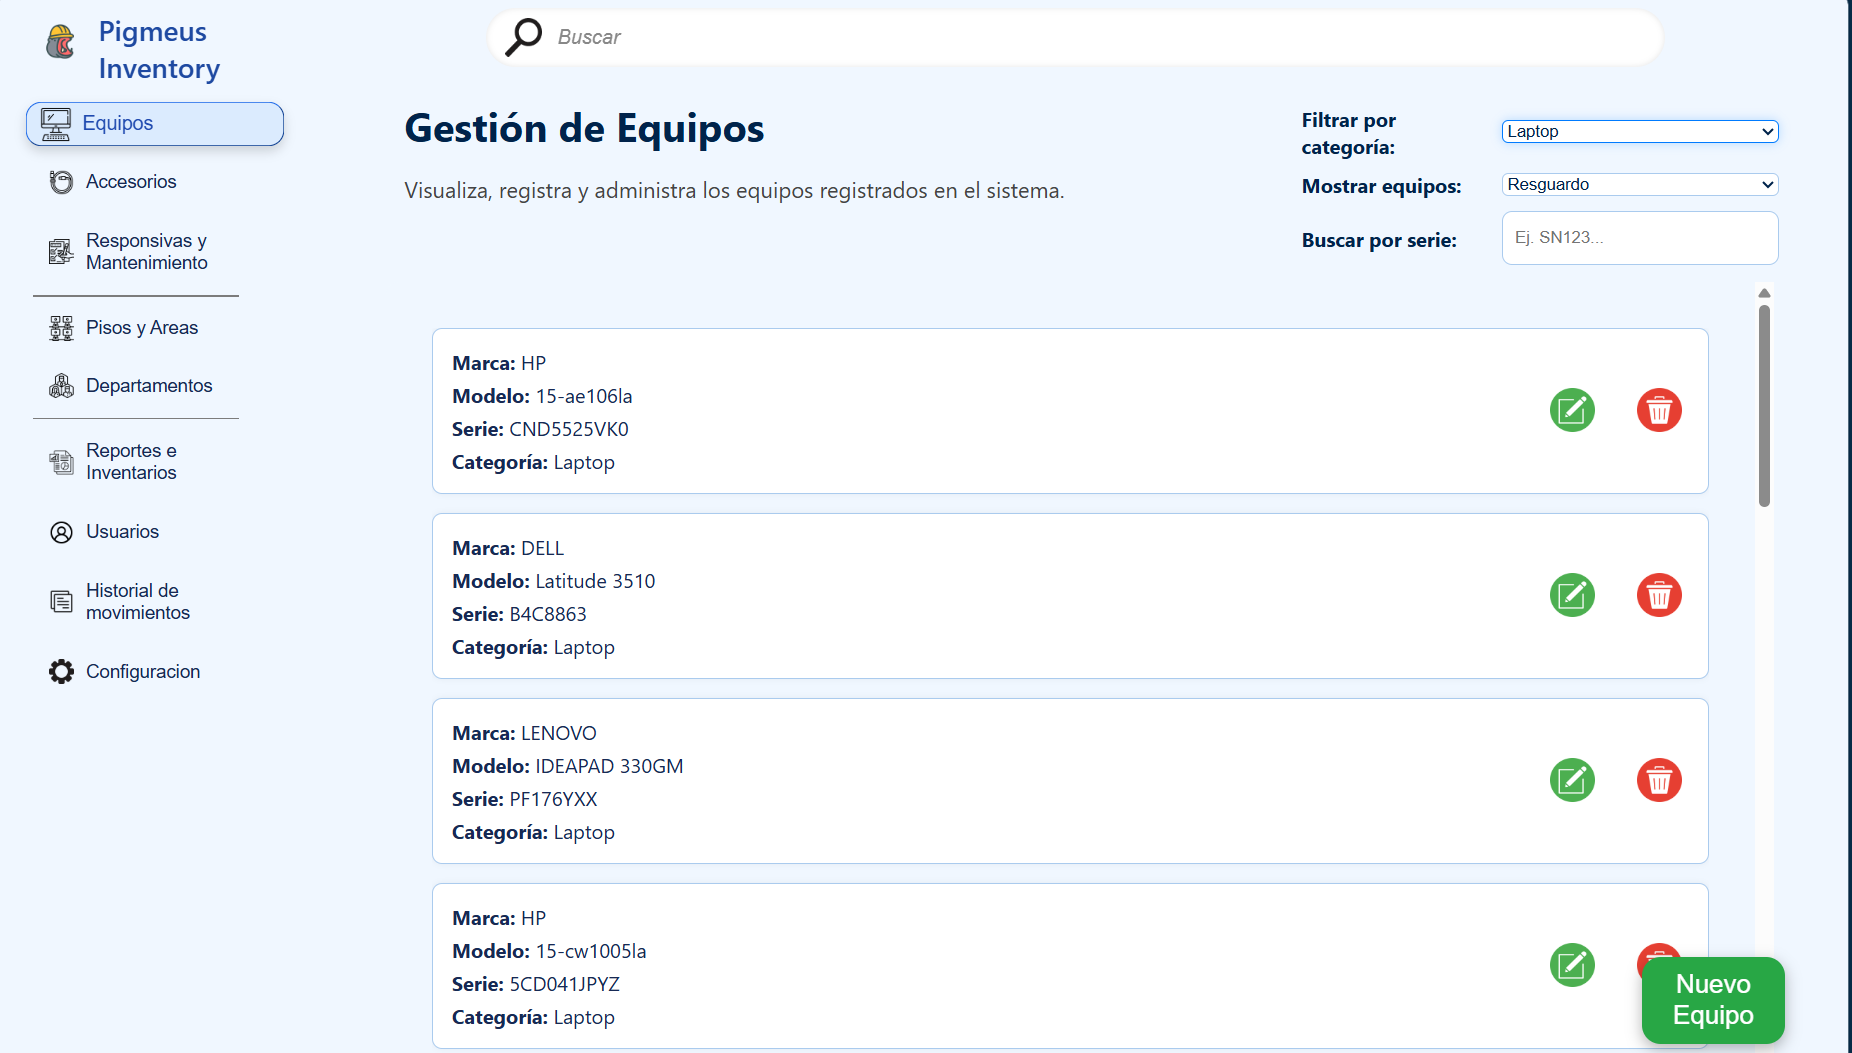 Pigmeus
Inventory
Buscar
Equipos
Accesorios
Responsivas y
Mantenimiento
Pisos y Areas
Departamentos
Reportes e
Inventarios
Usuarios
Historial de
movimientos
Configuracion
Gestión de Equipos
Visualiza, registra y administra los equipos registrados en el sistema.
Filtrar por
categoría:
Laptop
Mostrar equipos:
Resguardo
Buscar por serie:
Ej. SN123...
Marca: HP
Modelo: 15-ae106la
Serie: CND5525VK0
Categoría: Laptop
Marca: DELL
Modelo: Latitude 3510
Serie: B4C8863
Categoría: Laptop
Marca: LENOVO
Modelo: IDEAPAD 330GM
Serie: PF176YXX
Categoría: Laptop
Marca: HP
Modelo: 15-cw1005la
Serie: 5CD041JPYZ
Categoría: Laptop
Nuevo
Equipo